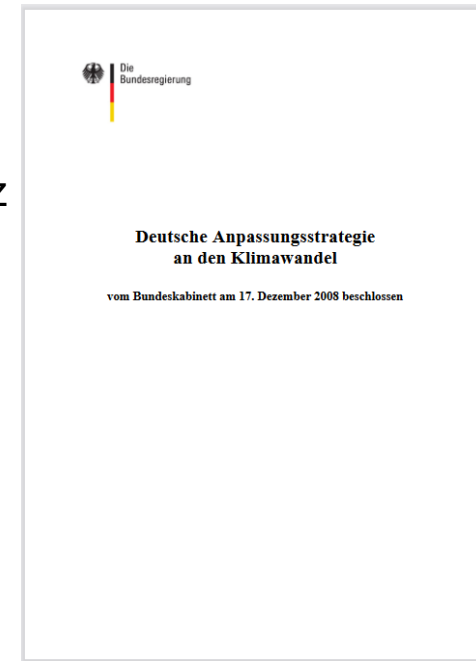 Die
Bundesregierung
z
Deutsche Anpassungsstrategie
an den Klimawandel
vom Bundeskabinett am 17. Dezember 2008 beschlossen